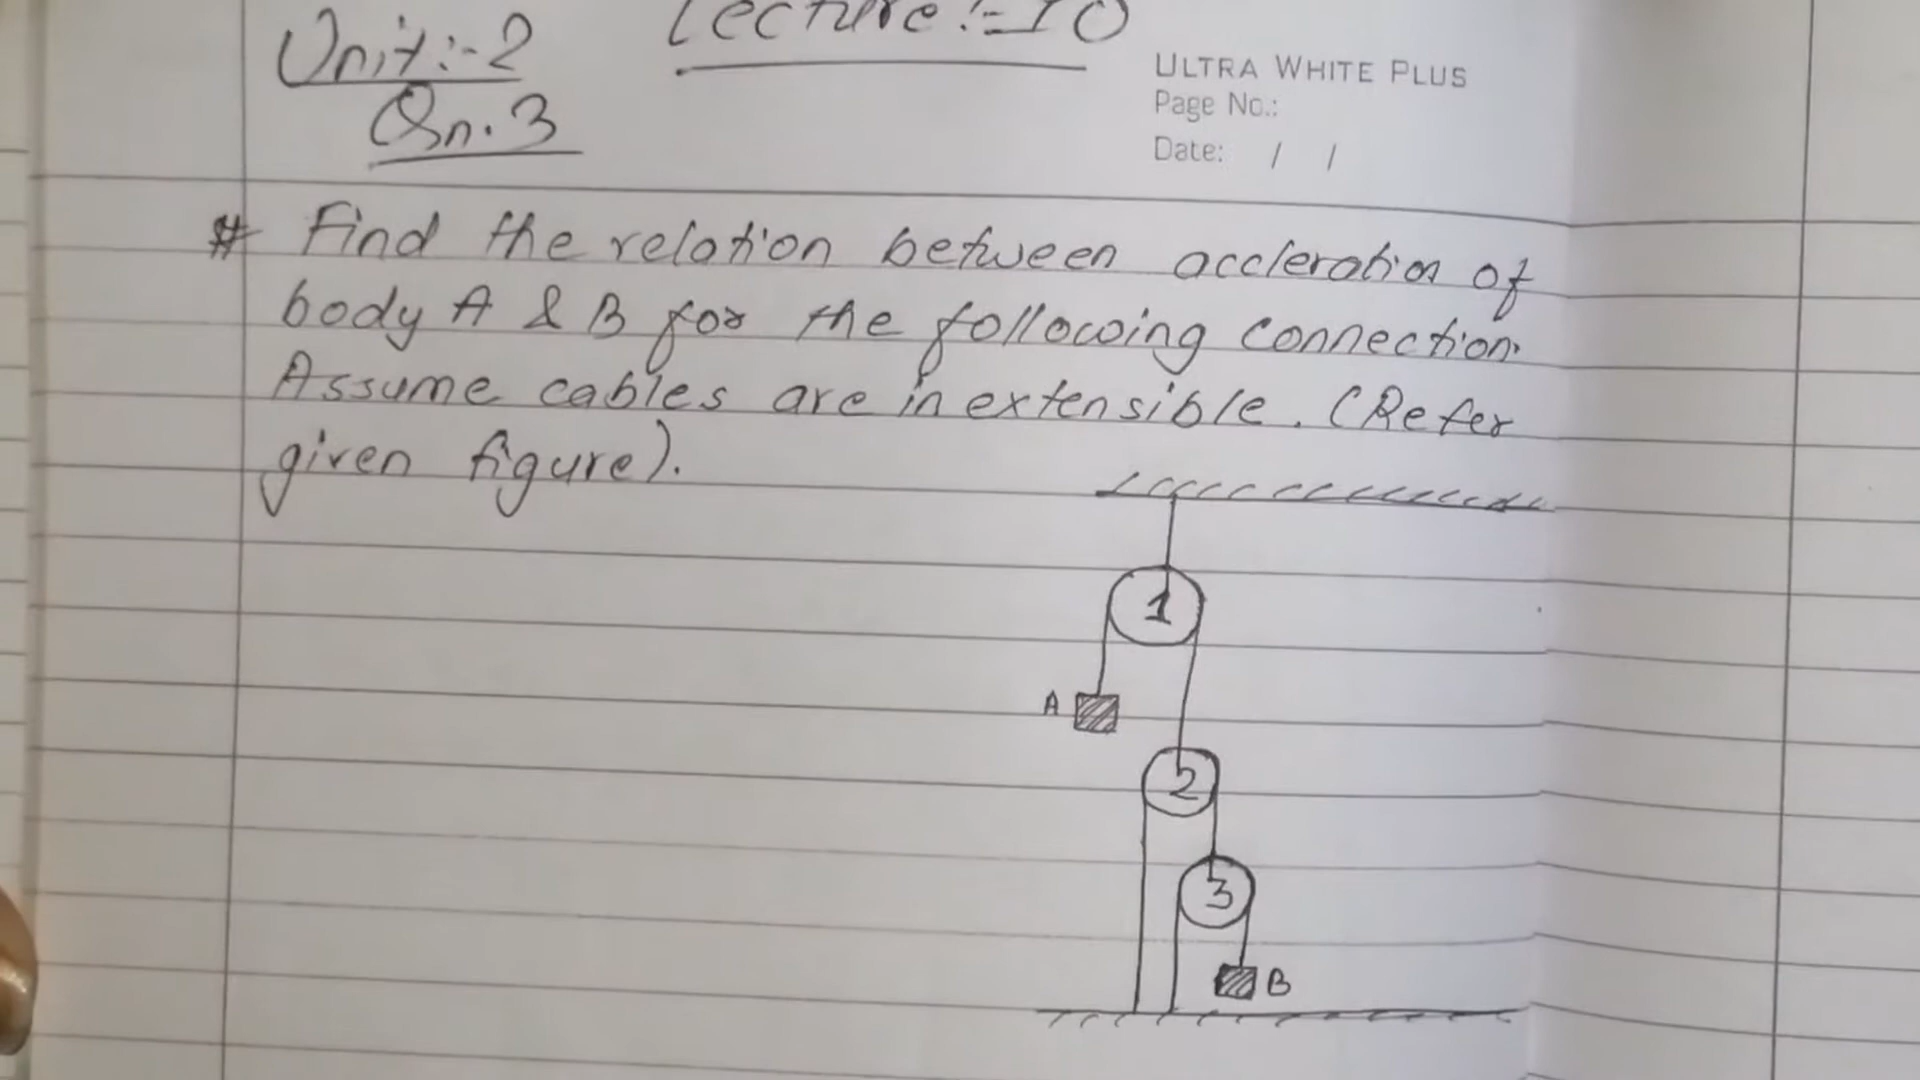 Lecture:-10
Unit:-2
ULTRA WHITE PLUS
Page No.:
Qn.3
Date: / /
# Find the relation between accleration of
body A & B for the following connection.
Assume cables are inextensible. (Refer
given figure).
1
A
2
3
B